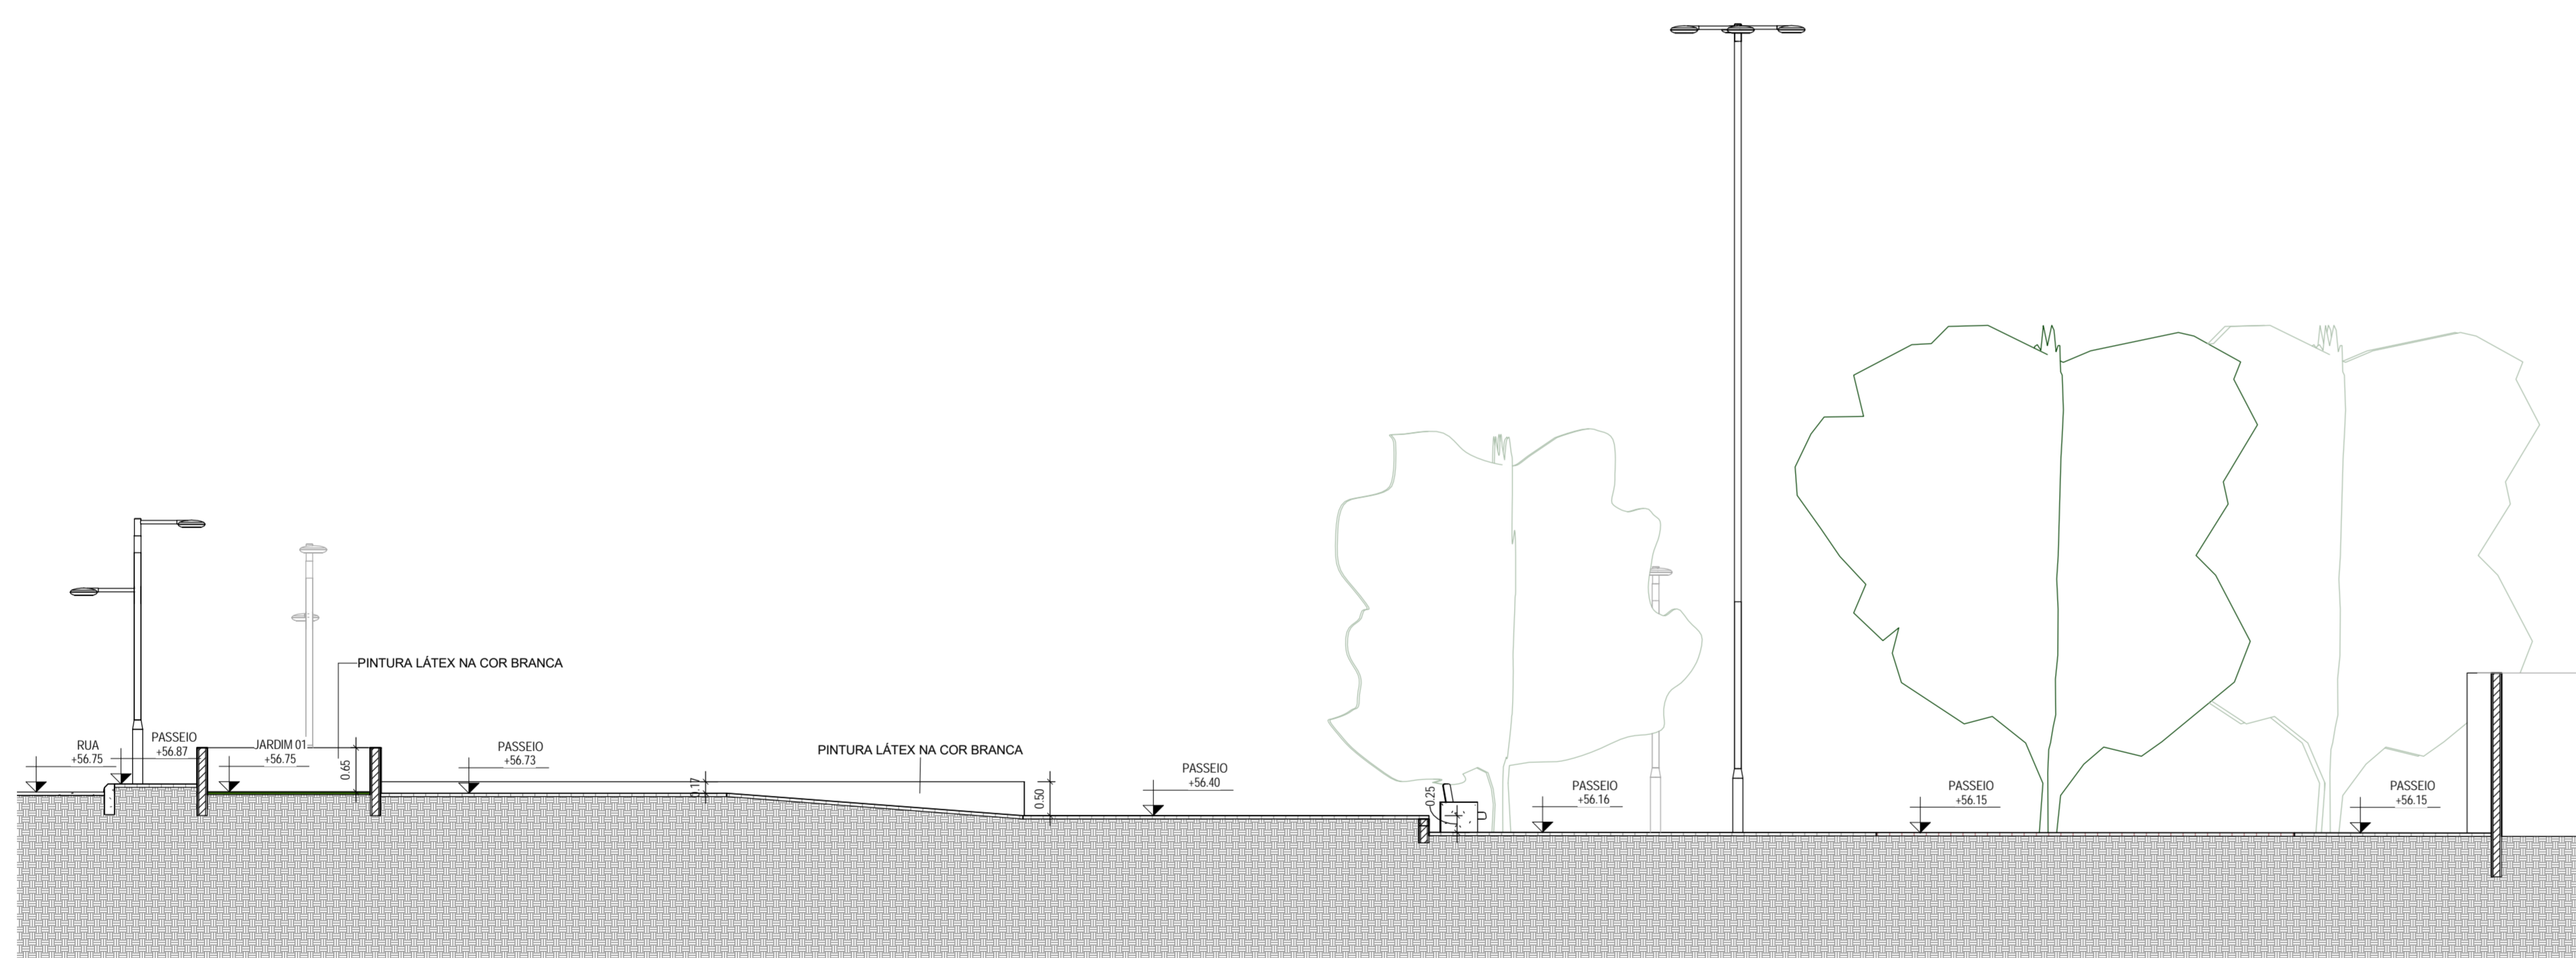 PINTURA LÁTEX NA COR BRANCA
RUA
+56.75
PASSEIO
+56.87
JARDIM 01
+56.75
0.65
PASSEIO
+56.73
0.17
PINTURA LÁTEX NA COR BRANCA
0.50
PASSEIO
+56.40
0.25
PASSEIO
+56.16
PASSEIO
+56.15
PASSEIO
+56.15